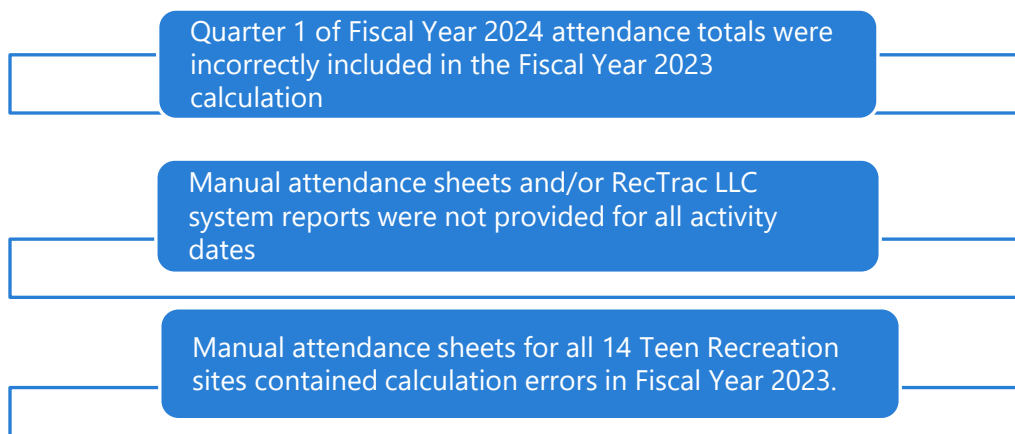 Quarter 1 of Fiscal Year 2024 attendance totals were
incorrectly included in the Fiscal Year 2023
calculation
Manual attendance sheets and/or RecTrac LLC
system reports were not provided for all activity
dates
Manual attendance sheets for all 14 Teen Recreation
sites contained calculation errors in Fiscal Year 2023.